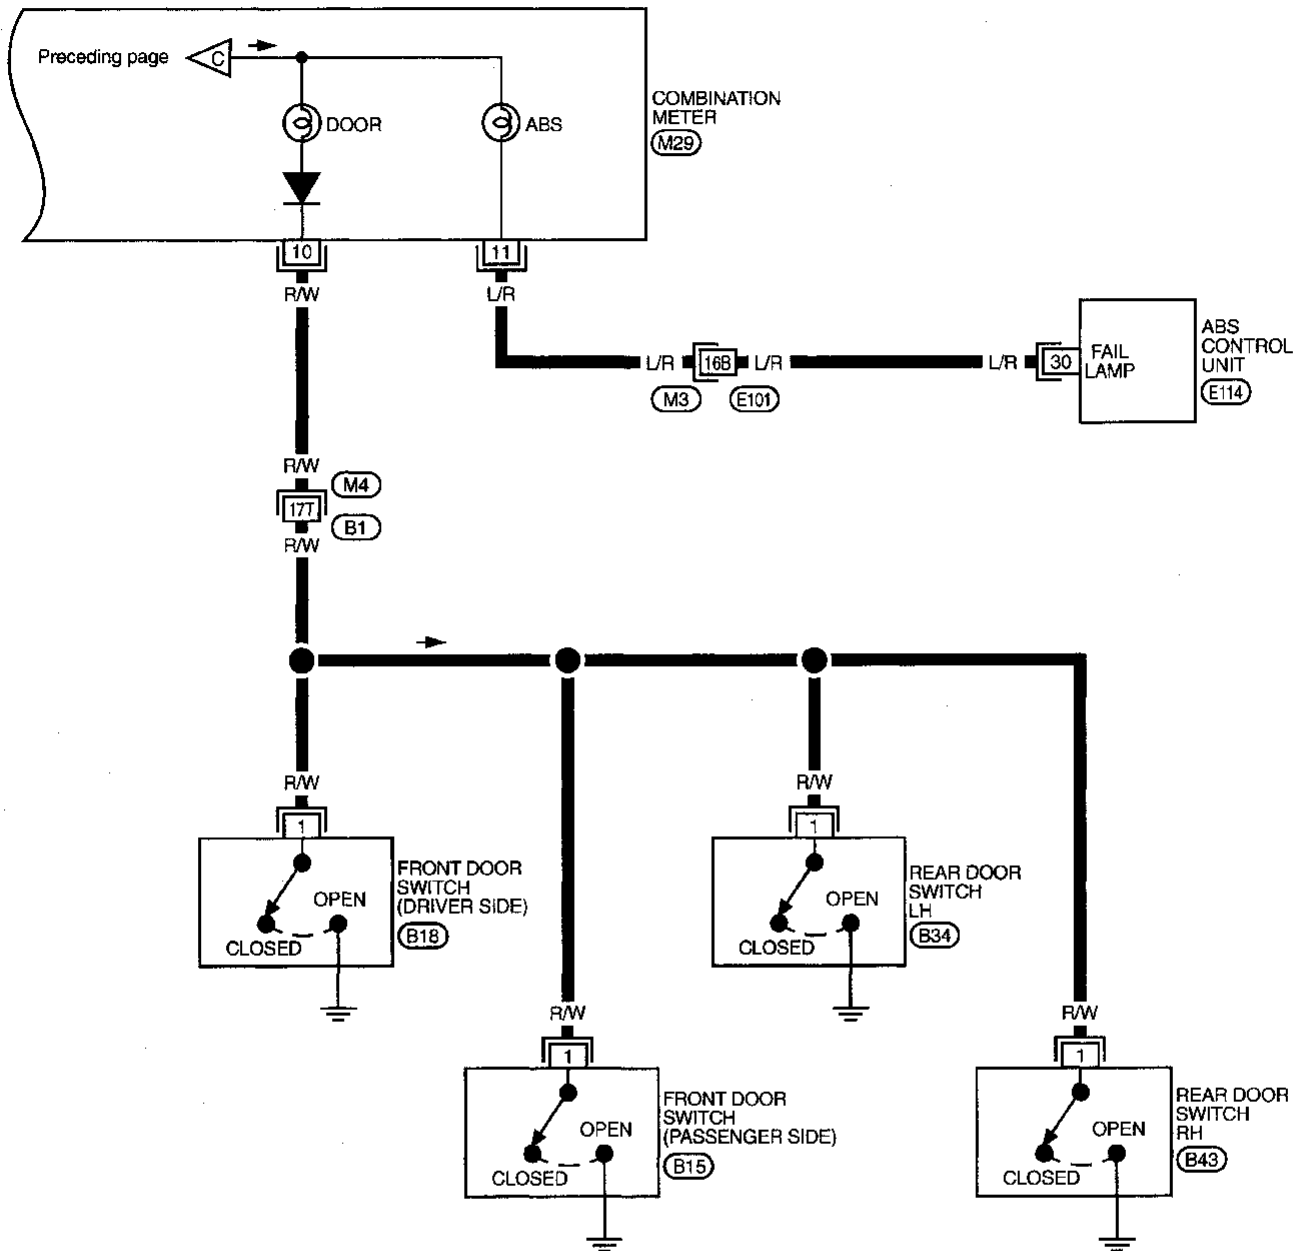 Preceding page
C
DOOR
ABS
COMBINATION
METER
M29
10
11
R/W
L/R
L/R
16B
L/R
L/R
30
FAIL
LAMP
ABS
CONTROL
UNIT
E114
M3
E101
R/W
M4
17T
B1
R/W
R/W
1
FRONT DOOR
SWITCH
(DRIVER SIDE)
B18
OPEN
CLOSED
R/W
1
REAR DOOR
SWITCH
LH
B34
OPEN
CLOSED
R/W
1
FRONT DOOR
SWITCH
(PASSENGER SIDE)
B15
OPEN
CLOSED
R/W
1
REAR DOOR
SWITCH
RH
B43
OPEN
CLOSED